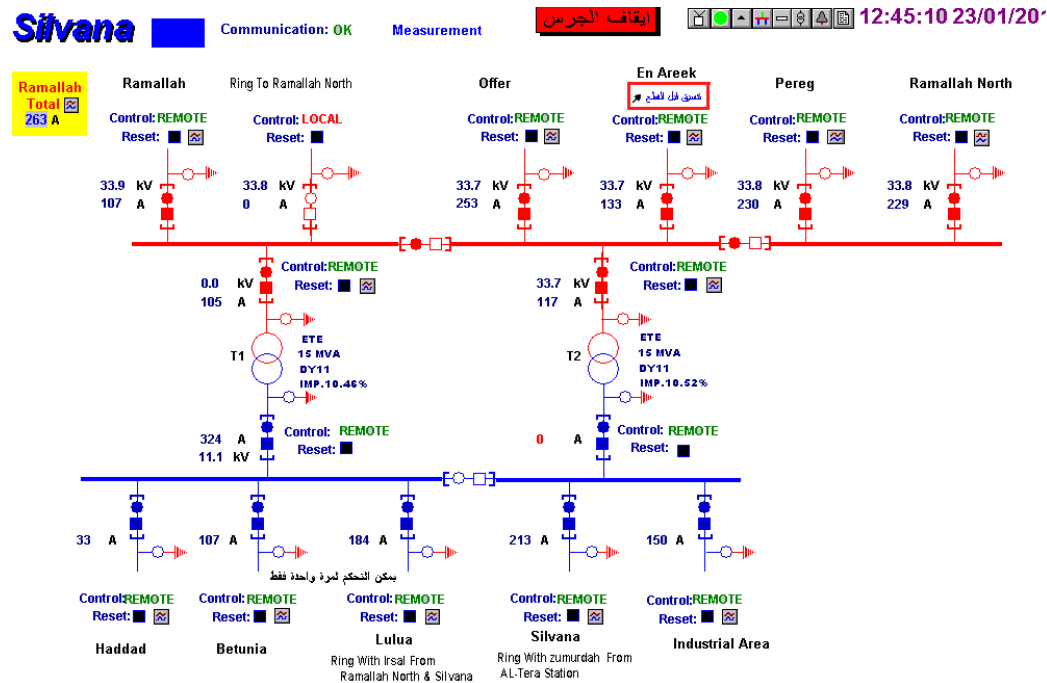 Silvana
Communication: OK
Measurement
ايقاف الجرس
12:45:10 23/01/201
Ramallah
Total
263 A
Ramallah
Control:REMOTE
Reset:
33.9 kV
107 A
Ring To Ramallah North
Control: LOCAL
Reset:
33.8 kV
0 A
Offer
Control:REMOTE
Reset:
33.7 kV
253 A
En Areek
تنسيق قبل القطع
Control:REMOTE
Reset:
33.7 kV
133 A
Pereg
Control:REMOTE
Reset:
33.8 kV
230 A
Ramallah North
Control:REMOTE
Reset:
33.8 kV
229 A
Control:REMOTE
Reset:
0.0 kV
105 A
T1
ETE
15 MVA
DY11
IMP.10.46%
324 A
11.1 kV
Control: REMOTE
Reset:
Control:REMOTE
Reset:
33.7 kV
117 A
T2
ETE
15 MVA
DY11
IMP.10.52%
0 A
Control: REMOTE
Reset:
33 A
Control:REMOTE
Reset:
Haddad
107 A
Control:REMOTE
Reset:
Betunia
184 A
يمكن التحكم لمرة واحدة فقط
Control:REMOTE
Reset:
Lulua
Ring With Irsal From
Ramallah North & Silvana
213 A
Control:REMOTE
Reset:
Silvana
Ring With zumurdah From
AL-Tera Station
150 A
Control:REMOTE
Reset:
Industrial Area